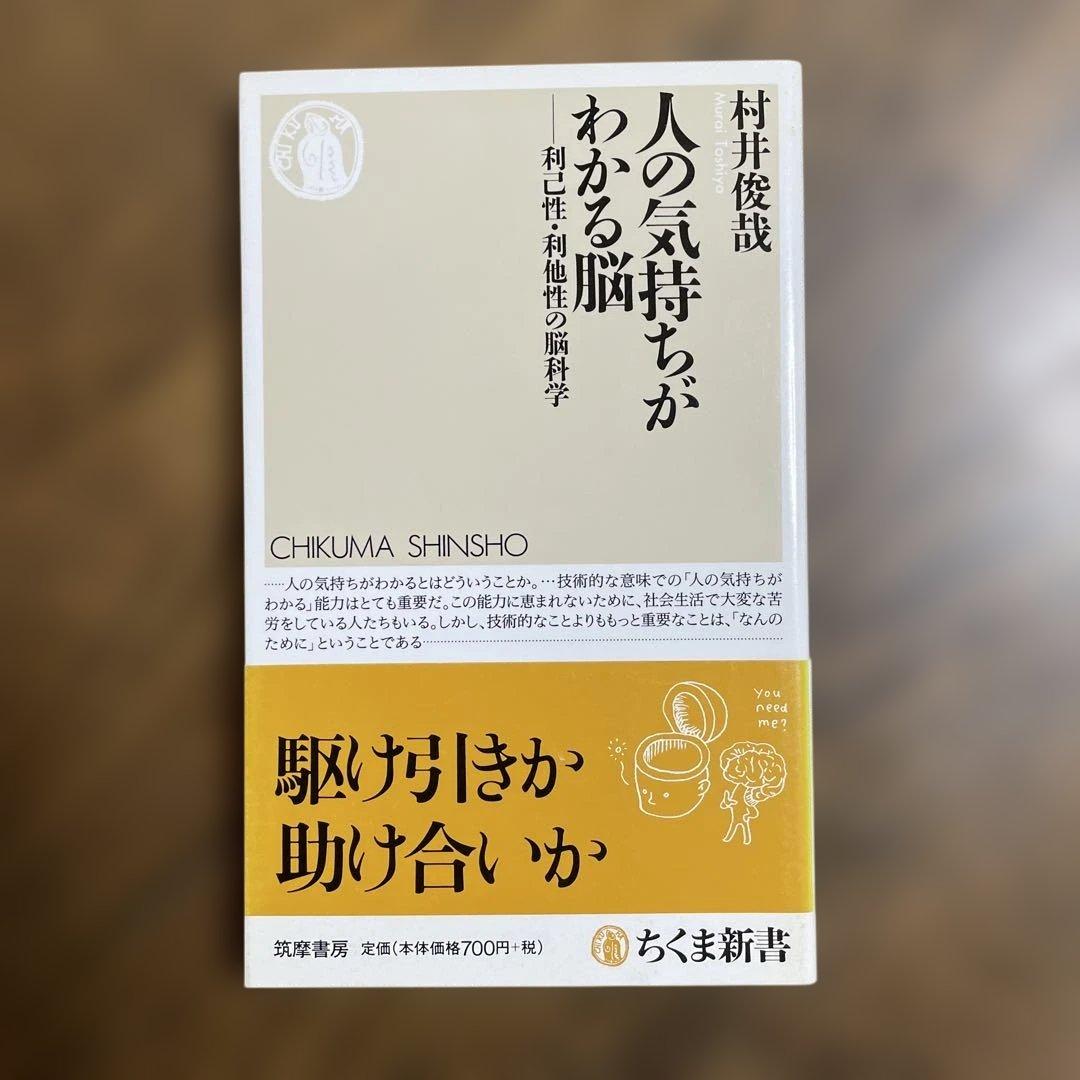 村井俊哉
Murai Toshiya
人の気持ちが
わかる脳
──利己性・利他性の脳科学
CHIKUMA
CHIKUMA SHINSHO
……人の気持ちがわかるとはどういうことか。…技術的な意味での「人の気持ちが
わかる」能力はとても重要だ。この能力に恵まれないために、社会生活で大変な苦
労をしている人たちもいる。しかし、技術的なことよりももっと重要なことは、「なんの
ために」ということである……………………………………………………
駆け引きか
助け合いか
you
need
me?
筑摩書房 定価(本体価格700円+税)
ちくま新書